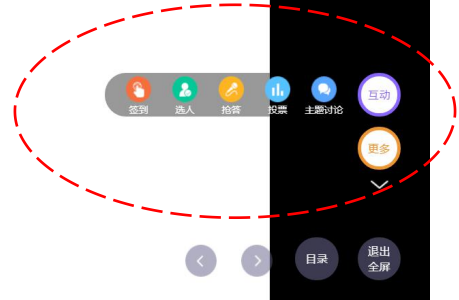 签到 选人 抢答 投票 主题讨论
互动
更多
目录
退出
全屏